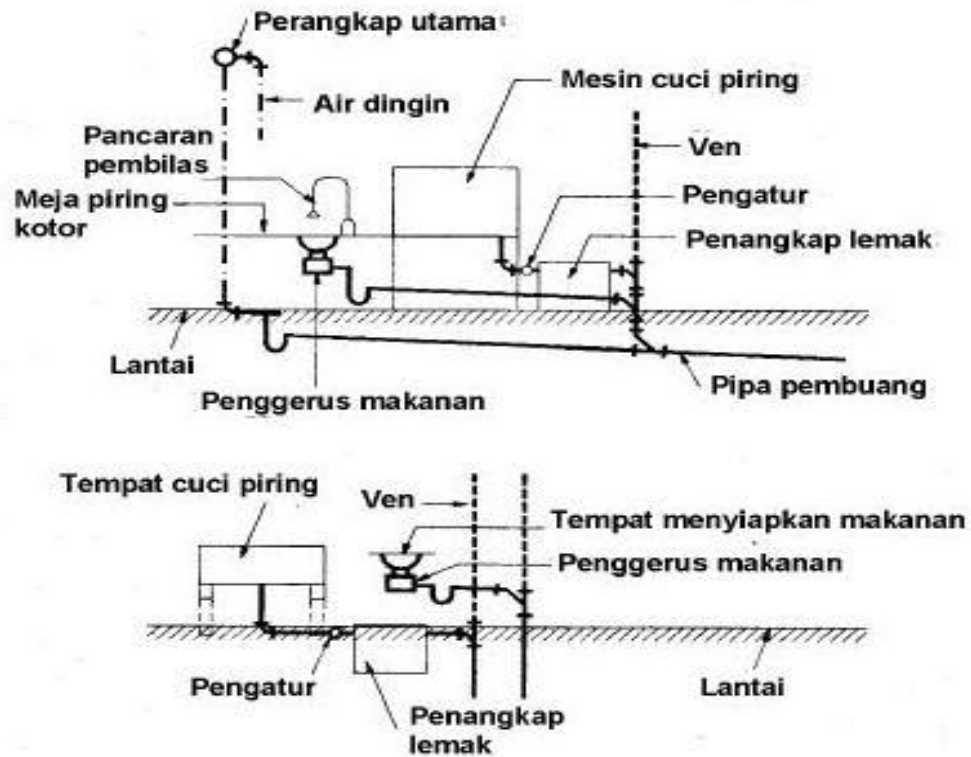 Perangkap utama
Mesin cuci piring
Air dingin
Pancaran
pembilas
Ven
Meja piring
kotor
Pengatur
Penangkap lemak
Lantai
Penggerus makanan
Pipa pembuang
Tempat cuci piring
Ven
Tempat menyiapkan makanan
Penggerus makanan
Pengatur
Lantai
Penangkap
lemak